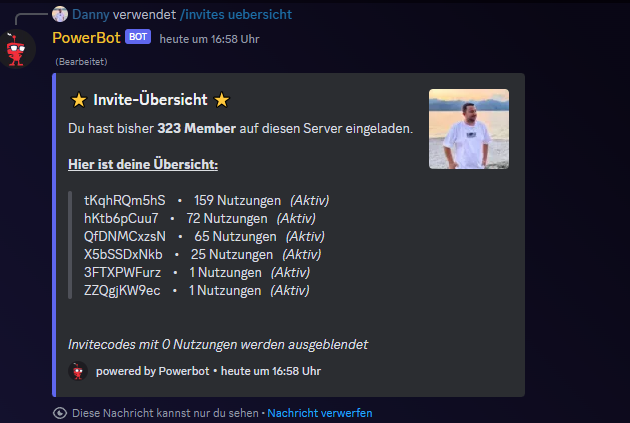 Danny verwendet /invites uebersicht
PowerBot BOT heute um 16:58 Uhr
(Bearbeitet)
⭐ Invite-Übersicht ⭐
Du hast bisher 323 Member auf diesen Server eingeladen.
Hier ist deine Übersicht:
tKqhRQm5hS • 159 Nutzungen (Aktiv)
hKtb6pCuu7 • 72 Nutzungen (Aktiv)
QfDNMCxzsN • 65 Nutzungen (Aktiv)
X5bSSDxNkb • 25 Nutzungen (Aktiv)
3FTXPWFurz • 1 Nutzungen (Aktiv)
ZZQgjKW9ec • 1 Nutzungen (Aktiv)
Invitecodes mit 0 Nutzungen werden ausgeblendet
powered by Powerbot • heute um 16:58 Uhr
Diese Nachricht kannst nur du sehen • Nachricht verwerfen